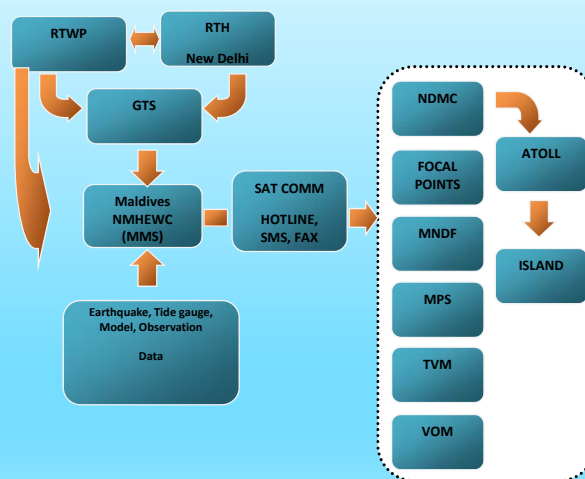 RTWP
RTH
New Delhi
GTS
Maldives
NMHEWC
(MMS)
SAT COMM
HOTLINE,
SMS, FAX
Earthquake, Tide gauge,
Model, Observation
Data
NDMC
FOCAL
POINTS
MNDF
MPS
TVM
VOM
ATOLL
ISLAND